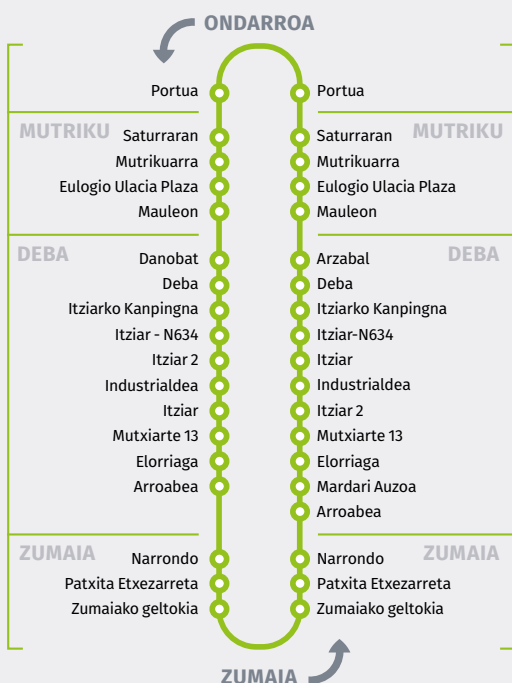 ONDARROA
Portua
Portua
MUTRIKU
Saturraran
Saturraran
MUTRIKU
Mutrikuarra
Mutrikuarra
Eulogio Ulacia Plaza
Eulogio Ulacia Plaza
Mauleon
Mauleon
DEBA
Danobat
Arzabal
DEBA
Deba
Deba
Itziarko Kanpingna
Itziarko Kanpingna
Itziar - N634
Itziar-N634
Itziar 2
Itziar
Industrialdea
Industrialdea
Itziar
Itziar 2
Mutxiarte 13
Mutxiarte 13
Elorriaga
Elorriaga
Arroabea
Mardari Auzoa
Arroabea
ZUMAIA
Narrondo
Narrondo
ZUMAIA
Patxita Etxezarreta
Patxita Etxezarreta
Zumaiako geltokia
Zumaiako geltokia
ZUMAIA